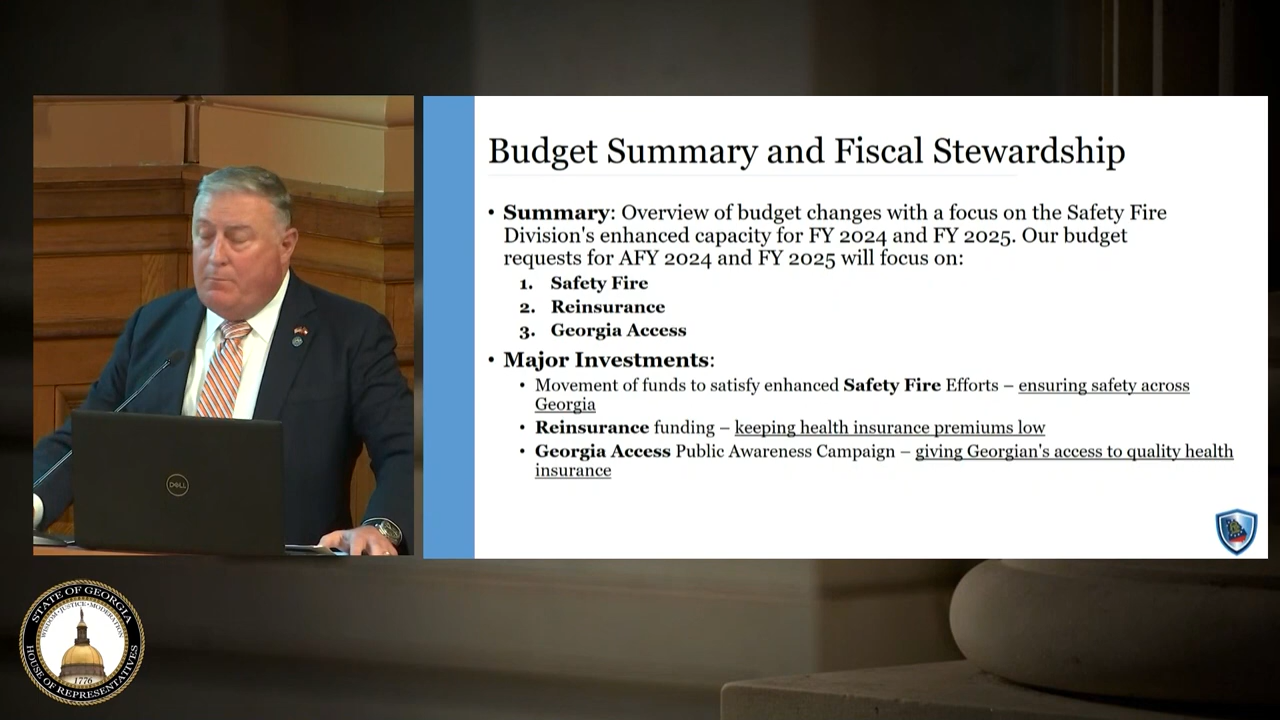 Budget Summary and Fiscal Stewardship
• Summary: Overview of budget changes with a focus on the Safety Fire
Division's enhanced capacity for FY 2024 and FY 2025. Our budget
requests for AFY 2024 and FY 2025 will focus on:
1. Safety Fire
2. Reinsurance
3. Georgia Access
• Major Investments:
• Movement of funds to satisfy enhanced Safety Fire Efforts – ensuring safety across
Georgia
• Reinsurance funding – keeping health insurance premiums low
• Georgia Access Public Awareness Campaign – giving Georgian's access to quality health
insurance
DELL
STATE OF GEORGIA
WISDOM • JUSTICE • MODERATION
1776
HOUSE OF REPRESENTATIVES